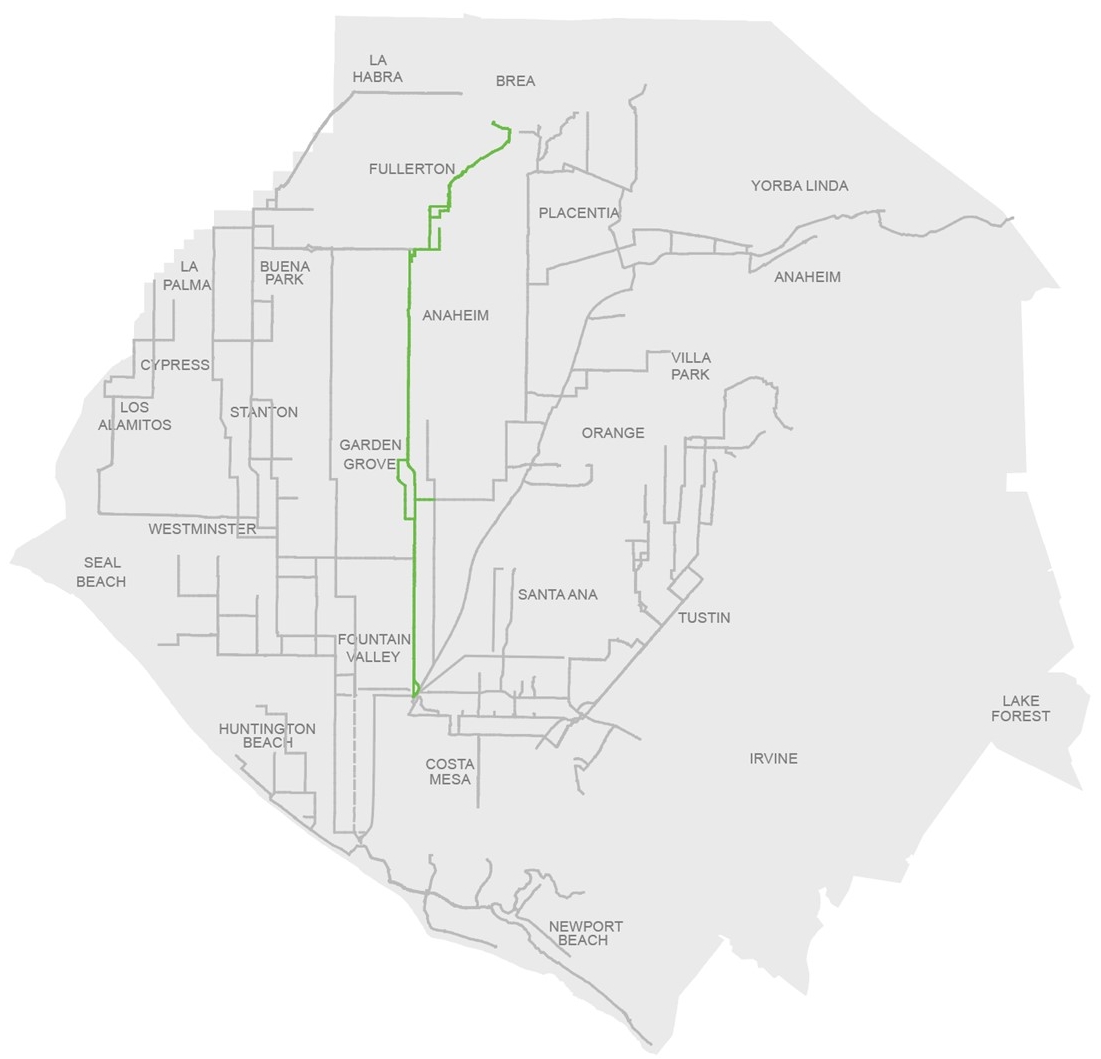 LA
HABRA
BREA
FULLERTON
YORBA LINDA
PLACENTIA
LA
PALMA
BUENA
PARK
ANAHEIM
ANAHEIM
CYPRESS
VILLA
PARK
LOS
ALAMITOS
STANTON
ORANGE
GARDEN
GROVE
WESTMINSTER
SEAL
BEACH
SANTA ANA
TUSTIN
FOUNTAIN
VALLEY
LAKE
FOREST
HUNTINGTON
BEACH
COSTA
MESA
IRVINE
NEWPORT
BEACH